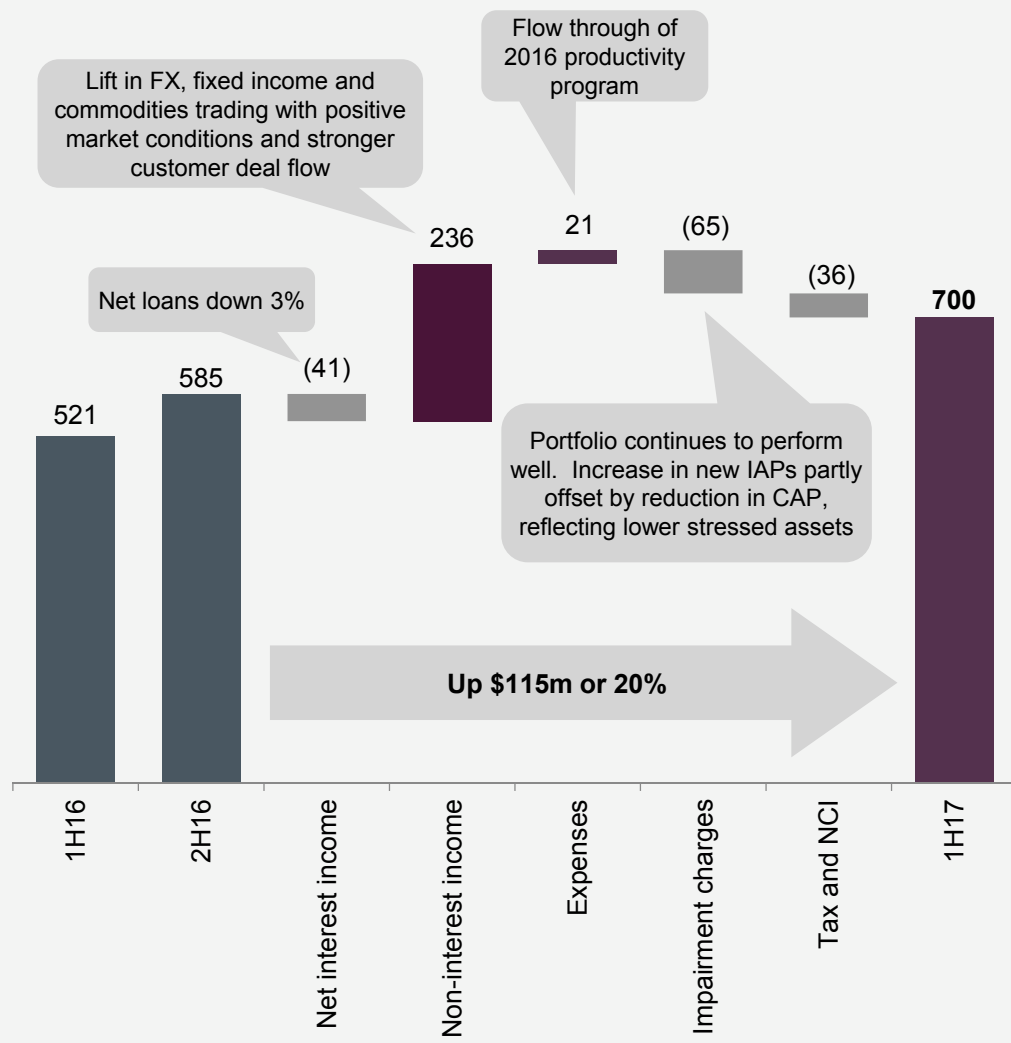 Flow through of
2016 productivity
program
Lift in FX, fixed income and
commodities trading with positive
market conditions and stronger
customer deal flow
236
21
(65)
(36)
700
Net loans down 3%
(41)
585
521
Portfolio continues to perform
well.  Increase in new IAPs partly
offset by reduction in CAP,
reflecting lower stressed assets
Up $115m or 20%
1H16
2H16
Net interest income
Non-interest income
Expenses
Impairment charges
Tax and NCI
1H17